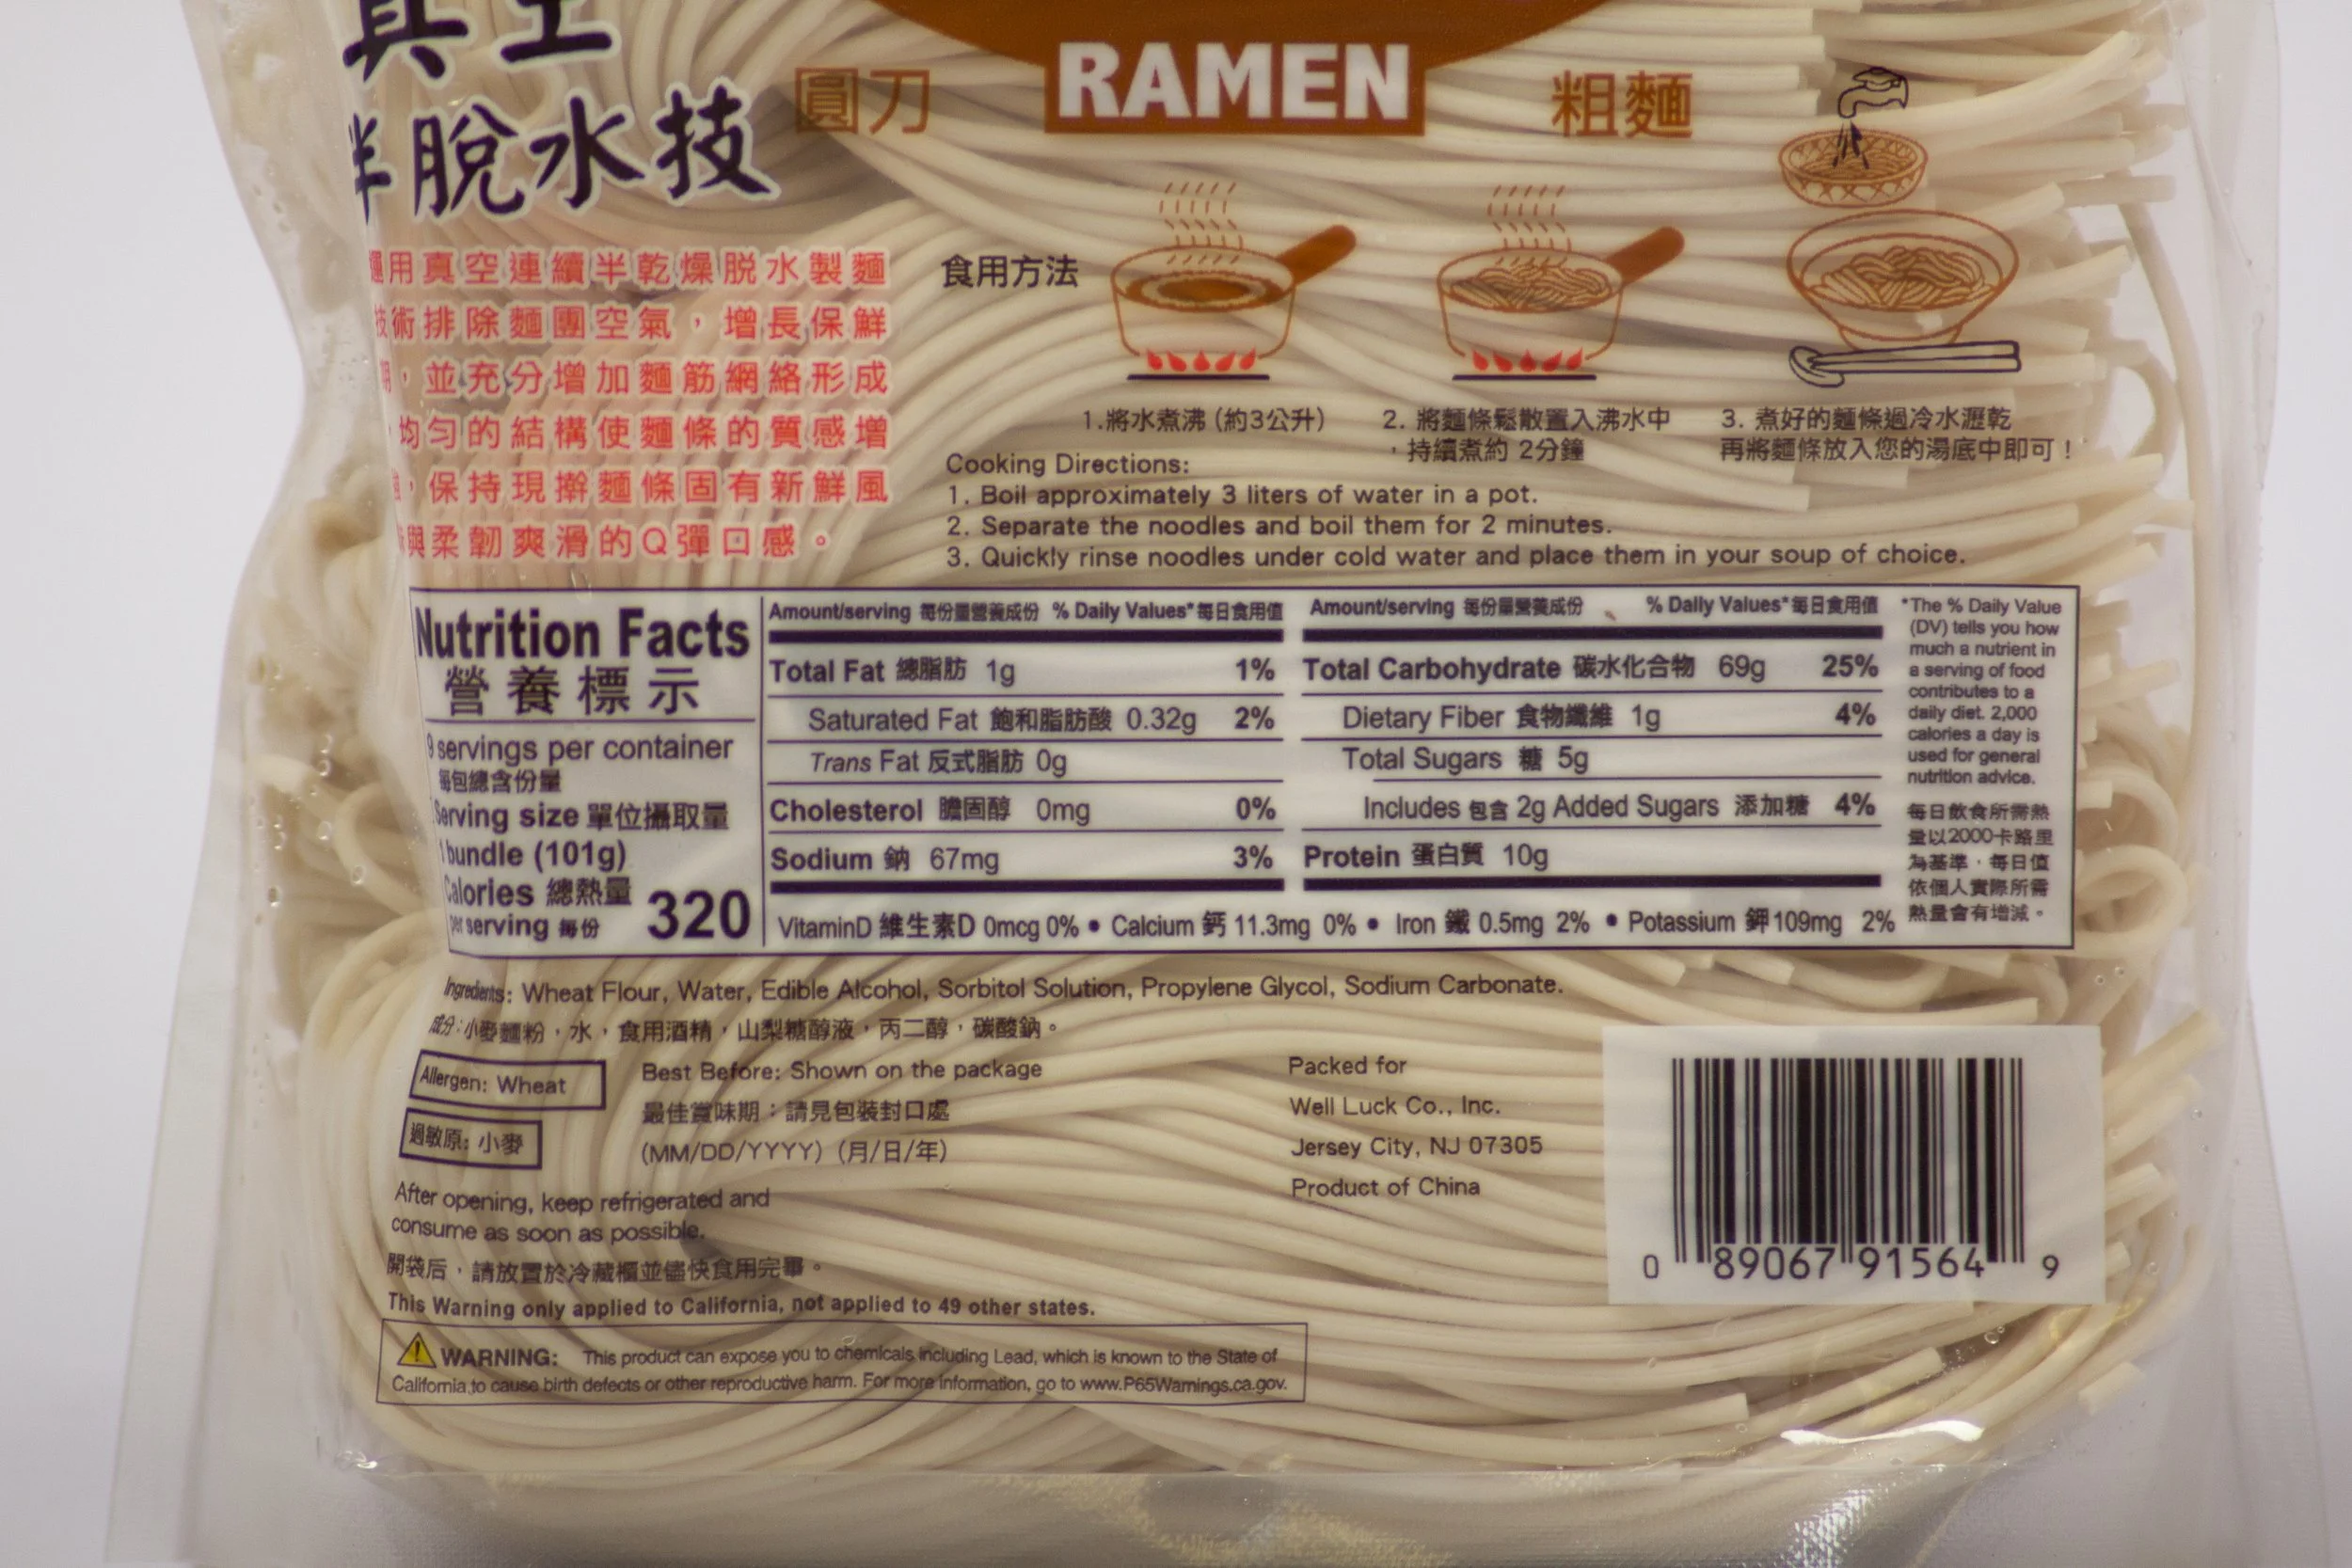 真空
半脫水技
RAMEN
圓刀
粗麵
運用真空連續半乾燥脫水製麵
技術排除麵團空氣，增長保鮮
期，並充分增加麵筋網絡形成
，均勻的結構使麵條的質感增
強，保持現擀麵條固有新鮮風
味與柔韌爽滑的Q彈口感。
食用方法
1.將水煮沸 (約3公升)
2. 將麵條鬆散置入沸水中
，持續煮約 2分鐘
3. 煮好的麵條過冷水瀝乾
再將麵條放入您的湯底中即可！
Cooking Directions:
1. Boil approximately 3 liters of water in a pot.
2. Separate the noodles and boil them for 2 minutes.
3. Quickly rinse noodles under cold water and place them in your soup of choice.
Nutrition Facts
營養標示
9 servings per container
每包總含份量
Serving size 單位攝取量
1 bundle (101g)
Calories 總熱量
per serving 每份 320
Amount/serving 每份量營養成份 % Daily Values* 每日食用值
Total Fat 總脂肪 1g 1%
Saturated Fat 飽和脂肪酸 0.32g 2%
Trans Fat 反式脂肪 0g
Cholesterol 膽固醇 0mg 0%
Sodium 鈉 67mg 3%
Amount/serving 每份量營養成份 % Daily Values* 每日食用值
Total Carbohydrate 碳水化合物 69g 25%
Dietary Fiber 食物纖維 1g 4%
Total Sugars 糖 5g
Includes 包含 2g Added Sugars 添加糖 4%
Protein 蛋白質 10g
VitaminD 維生素D 0mcg 0% • Calcium 鈣 11.3mg 0% • Iron 鐵 0.5mg 2% • Potassium 鉀 109mg 2%
*The % Daily Value
(DV) tells you how
much a nutrient in
a serving of food
contributes to a
daily diet. 2,000
calories a day is
used for general
nutrition advice.
每日飲食所需熱
量以2000卡路里
為基準，每日值
依個人實際所需
熱量會有增減。
Ingredients: Wheat Flour, Water, Edible Alcohol, Sorbitol Solution, Propylene Glycol, Sodium Carbonate.
成分：小麥麵粉，水，食用酒精，山梨糖醇液，丙二醇，碳酸鈉。
Allergen: Wheat
過敏原: 小麥
Best Before: Shown on the package
最佳賞味期：請見包裝封口處
(MM/DD/YYYY) (月/日/年)
Packed for
Well Luck Co., Inc.
Jersey City, NJ 07305
Product of China
After opening, keep refrigerated and
consume as soon as possible.
開袋后，請放置於冷藏櫃並儘快食用完畢。
This Warning only applied to California, not applied to 49 other states.
WARNING: This product can expose you to chemicals including Lead, which is known to the State of
California to cause birth defects or other reproductive harm. For more information, go to www.P65Warnings.ca.gov.
0 89067 91564 9